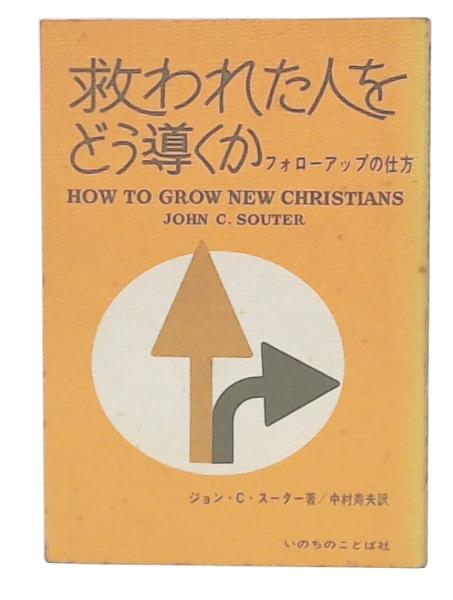 救われた人を
どう導くか フォローアップの仕方
HOW TO GROW NEW CHRISTIANS
JOHN C. SOUTER
ジョン・C・スーター著/中村寿夫訳
いのちのことば社